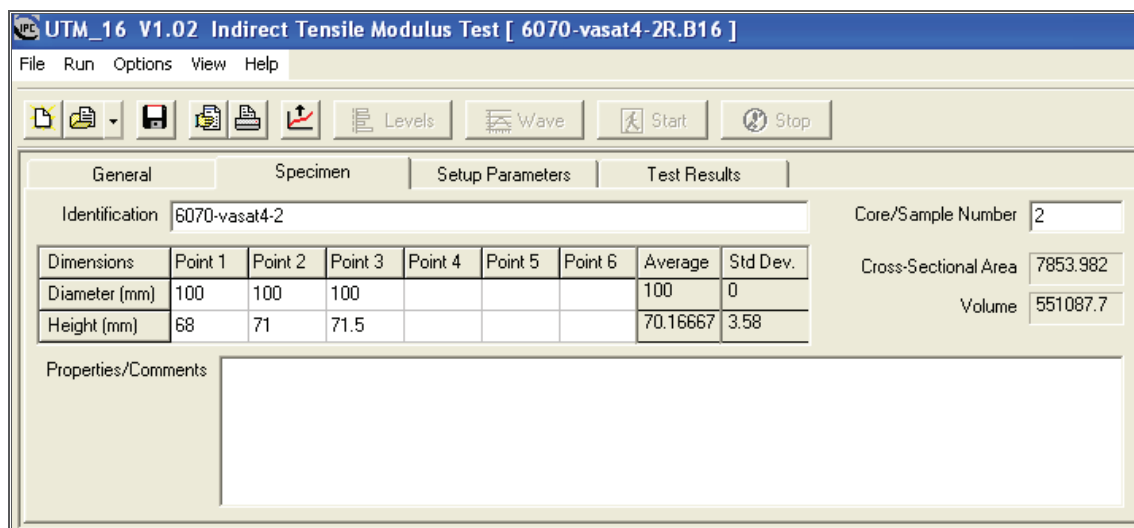 IPC UTM_16 V1.02 Indirect Tensile Modulus Test [ 6070-vasat4-2R.B16 ]
File Run Options View Help
Levels Wave Start Stop
General Specimen Setup Parameters Test Results
Identification 6070-vasat4-2 Core/Sample Number 2
Dimensions Point 1 Point 2 Point 3 Point 4 Point 5 Point 6 Average Std Dev. Cross-Sectional Area 7853.982
Diameter (mm) 100 100 100 100 0
Volume 551087.7
Height (mm) 68 71 71.5 70.16667 3.58
Properties/Comments